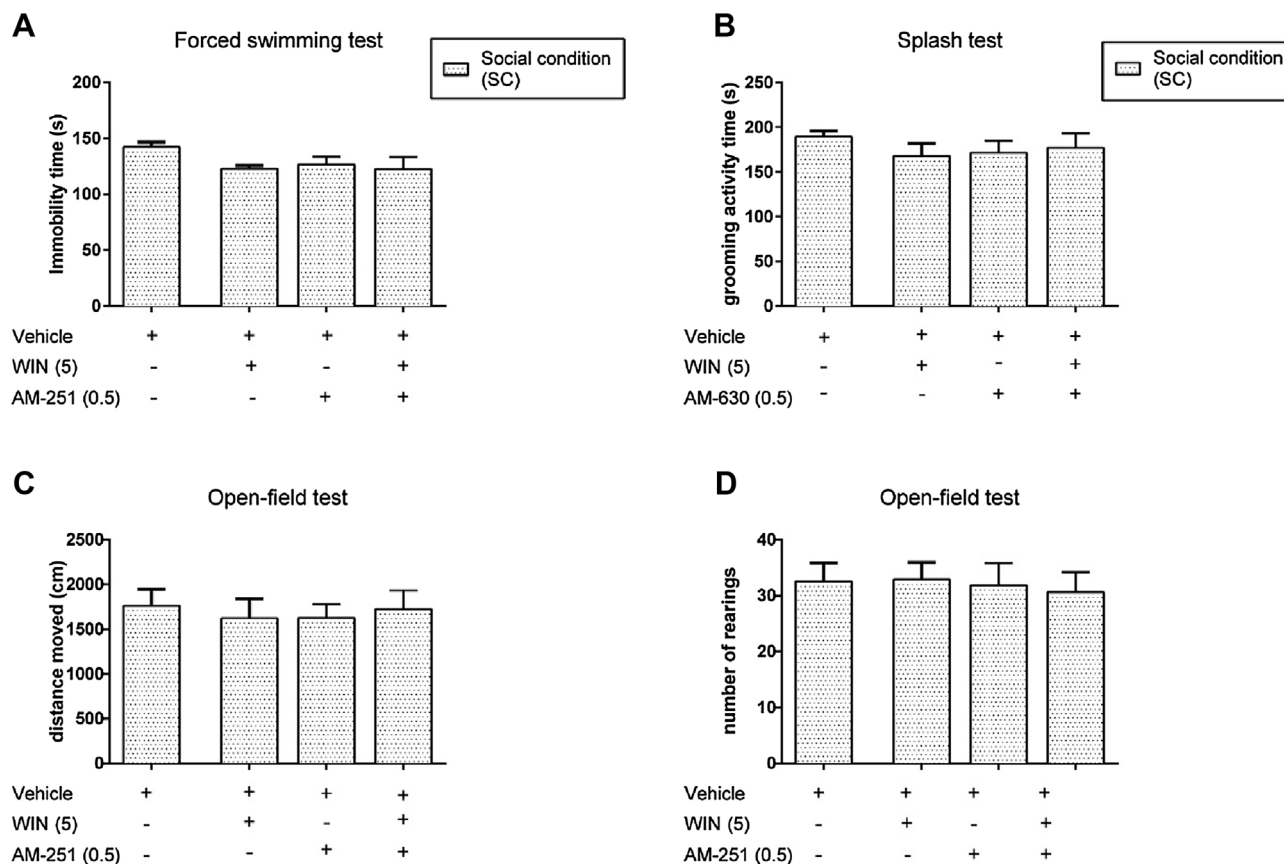 A
Forced swimming test
Social condition
(SC)
Immobility time (s)
200
150
100
50
0
Vehicle + + + +
WIN (5) - + - +
AM-251 (0.5) - - + +
B
Splash test
Social condition
(SC)
grooming activity time (s)
250
200
150
100
50
0
Vehicle + + + +
WIN (5) - + - +
AM-630 (0.5) - - + +
C
Open-field test
distance moved (cm)
2500
2000
1500
1000
500
0
Vehicle + + + +
WIN (5) - + - +
AM-251 (0.5) - - + +
D
Open-field test
number of rearings
40
30
20
10
0
Vehicle + + + +
WIN (5) - + - +
AM-251 (0.5) - - + +